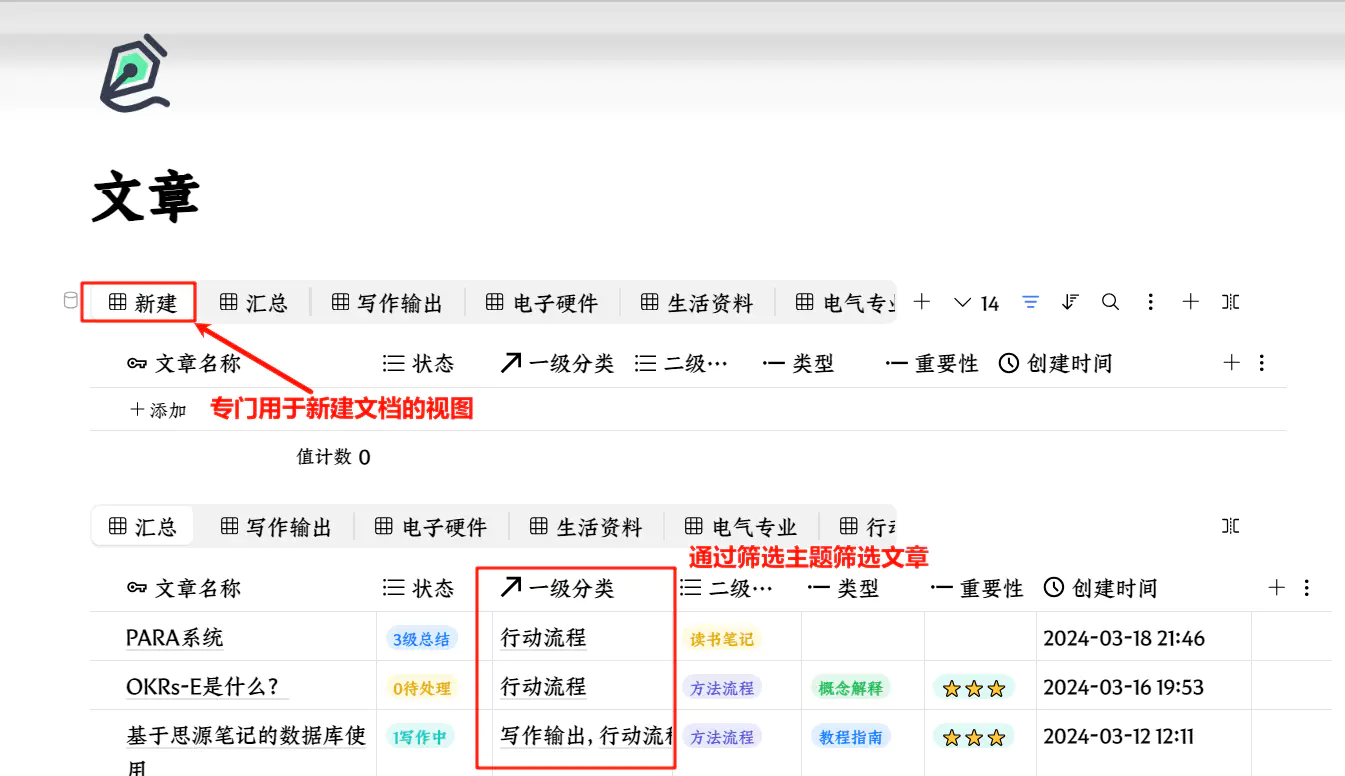 文章
新建 汇总 写作输出 电子硬件 生活资料 电气专 14
文章名称 状态 一级分类 二级… 类型 重要性 创建时间
添加 专门用于新建文档的视图
值计数 0
汇总 写作输出 电子硬件 生活资料 电气专业 行
通过筛选主题筛选文章
文章名称 状态 一级分类 二级… 类型 重要性 创建时间
PARA系统 3级总结 行动流程 读书笔记 2024-03-18 21:46
OKRs-E是什么? 0待处理 行动流程 方法流程 概念解释 2024-03-16 19:53
基于思源笔记的数据库使 1写作中 写作输出, 行动流 方法流程 教程指南 2024-03-12 12:11
用